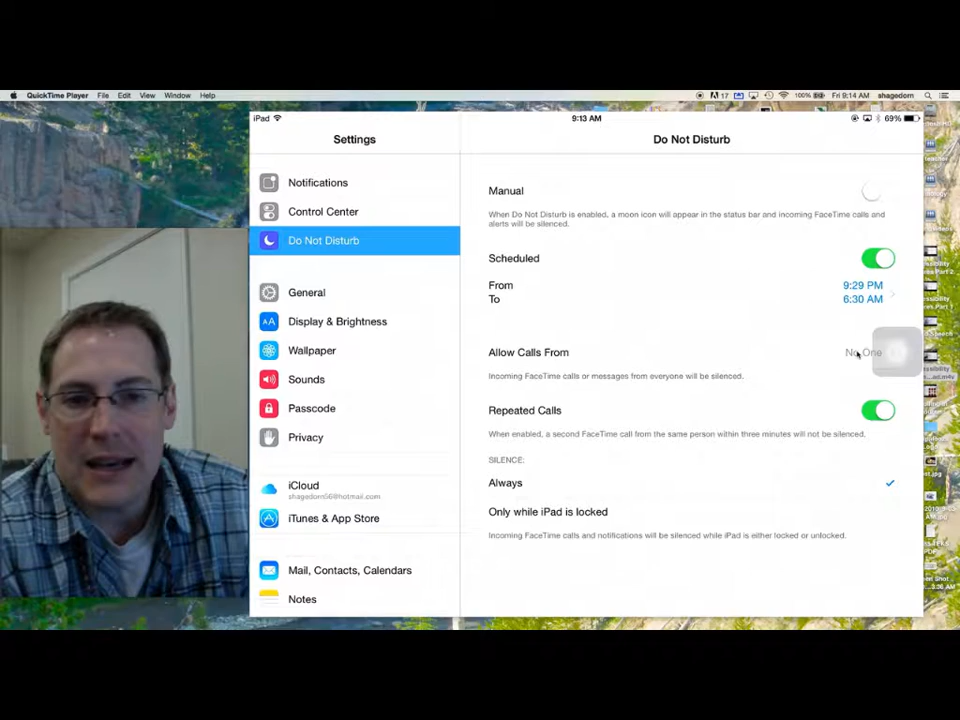 QuickTime Player File Edit View Window Help
17 100% Fri 9:14 AM shagedorn
iPad 9:13 AM 69%
Settings
Do Not Disturb
Notifications
Control Center
Do Not Disturb
General
Display & Brightness
Wallpaper
Sounds
Passcode
Privacy
iCloud
shagedorn56@hotmail.com
iTunes & App Store
Mail, Contacts, Calendars
Notes
Manual
When Do Not Disturb is enabled, a moon icon will appear in the status bar and incoming FaceTime calls and
alerts will be silenced.
Scheduled
From 9:29 PM
To 6:30 AM
Allow Calls From No One
Incoming FaceTime calls or messages from everyone will be silenced.
Repeated Calls
When enabled, a second FaceTime call from the same person within three minutes will not be silenced.
SILENCE:
Always
Only while iPad is locked
Incoming FaceTime calls and notifications will be silenced while iPad is either locked or unlocked.